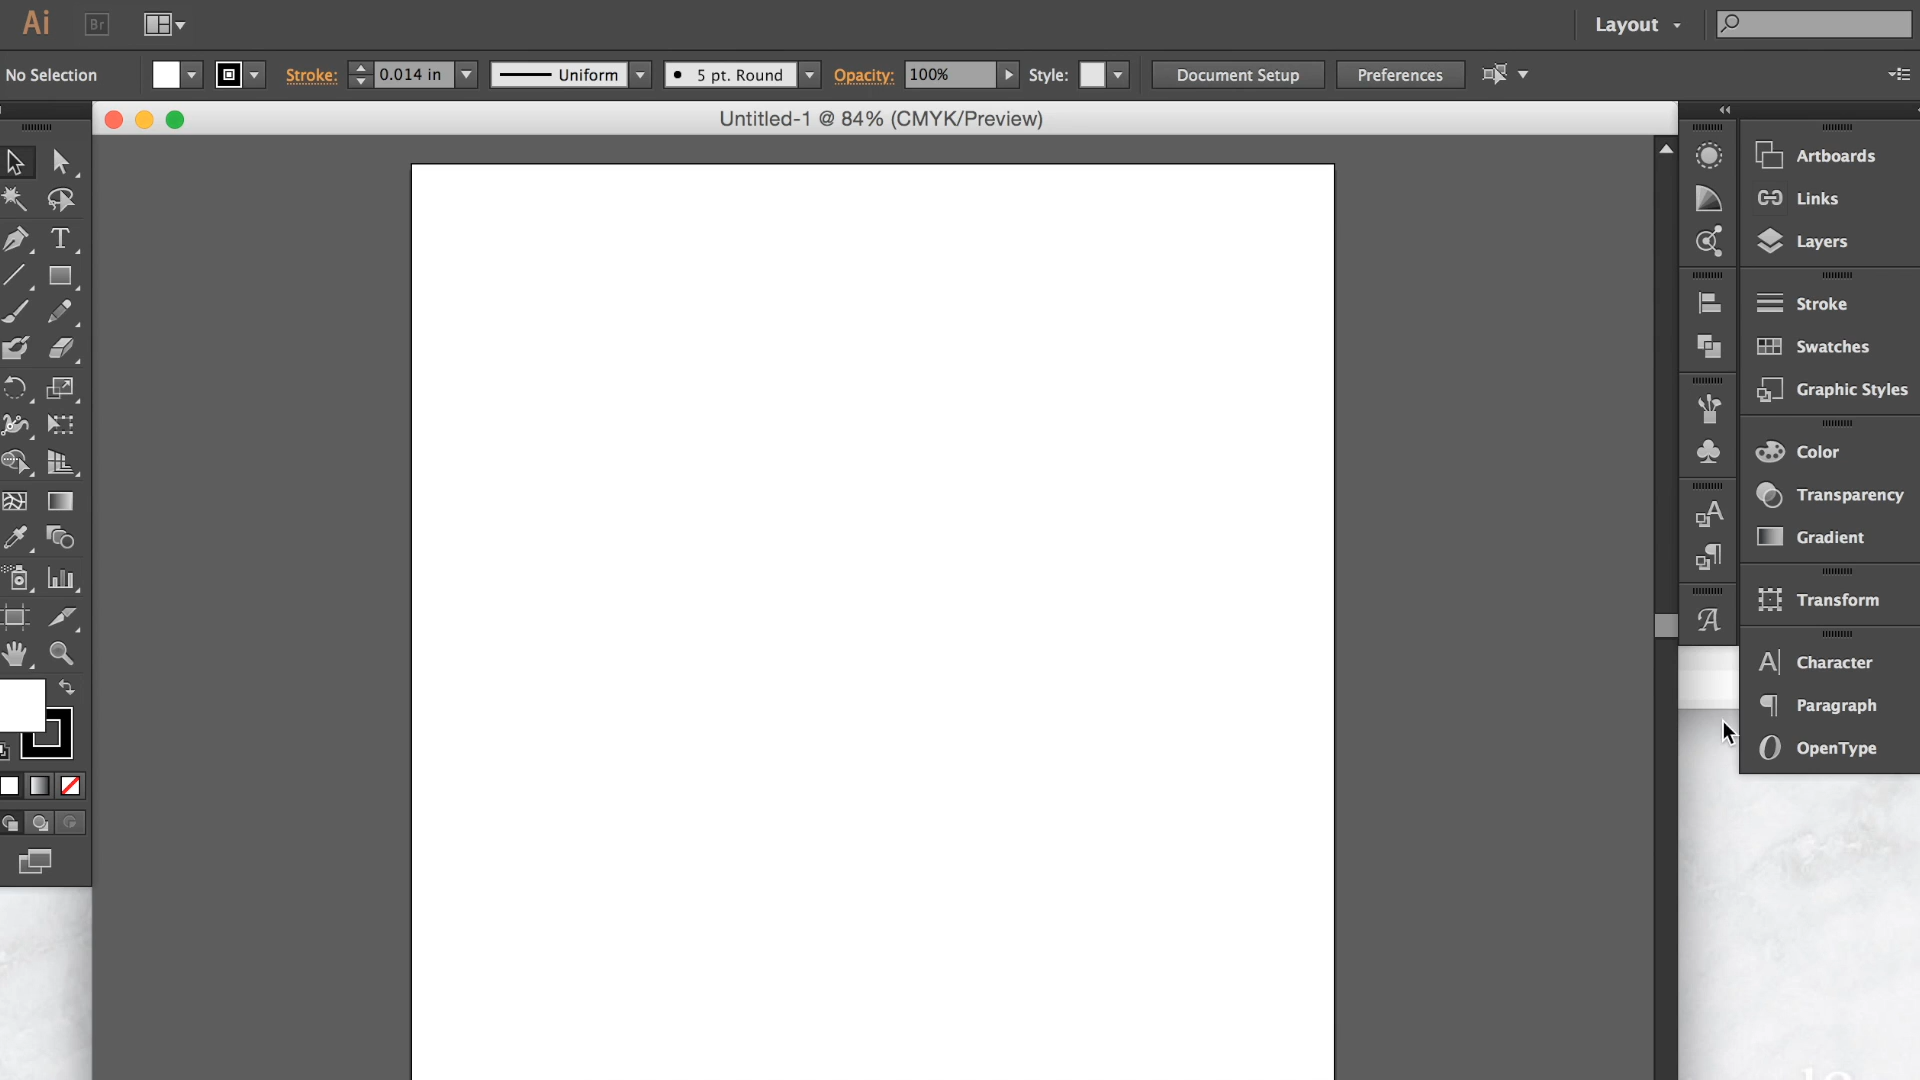 Ai Br Layout
No Selection Stroke: 0.014 in Uniform 5 pt. Round Opacity: 100% Style: Document Setup Preferences
Untitled-1 @ 84% (CMYK/Preview)
Artboards
Links
Layers
Stroke
Swatches
Graphic Styles
Color
Transparency
Gradient
Transform
Character
Paragraph
OpenType